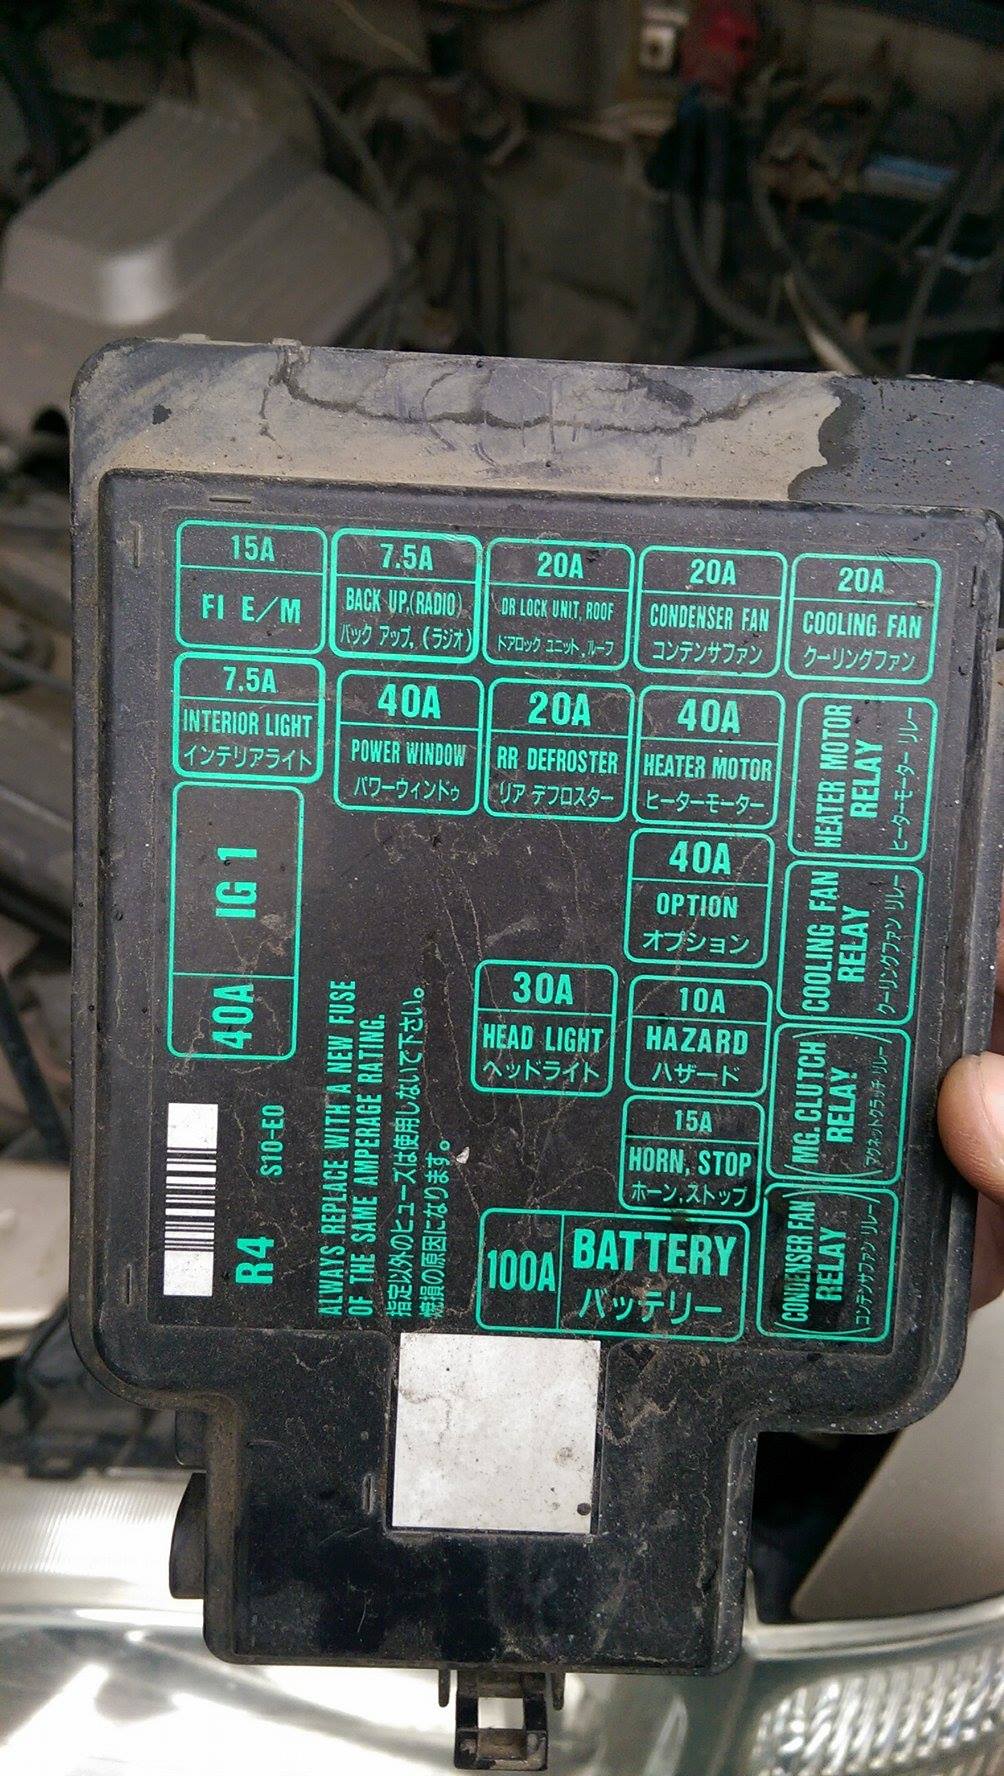 15A
FI E/M
7.5A
BACK UP,(RADIO)
バック アップ,(ラジオ)
20A
DR LOCK UNIT, ROOF
ドアロック ユニット,ルーフ
20A
CONDENSER FAN
コンデンサファン
20A
COOLING FAN
クーリングファン
7.5A
INTERIOR LIGHT
インテリアライト
40A
POWER WINDOW
パワーウィンドゥ
20A
RR DEFROSTER
リア デフロスター
40A
HEATER MOTOR
ヒーターモーター
HEATER MOTOR
RELAY
ヒーターモーター リレー
40A IG 1
40A
OPTION
オプション
COOLING FAN
RELAY
クーリングファン リレー
30A
HEAD LIGHT
ヘッドライト
10A
HAZARD
ハザード
(MG. CLUTCH
RELAY
マグネットクラッチ リレー)
15A
HORN, STOP
ホーン,ストップ
100A
BATTERY
バッテリー
(CONDENSER FAN)
RELAY
(コンデンサファン リレー)
R4 S10-E0
ALWAYS REPLACE WITH A NEW FUSE
OF THE SAME AMPERAGE RATING.
指定以外のヒューズは使用しないで下さい。
焼損の原因になります。